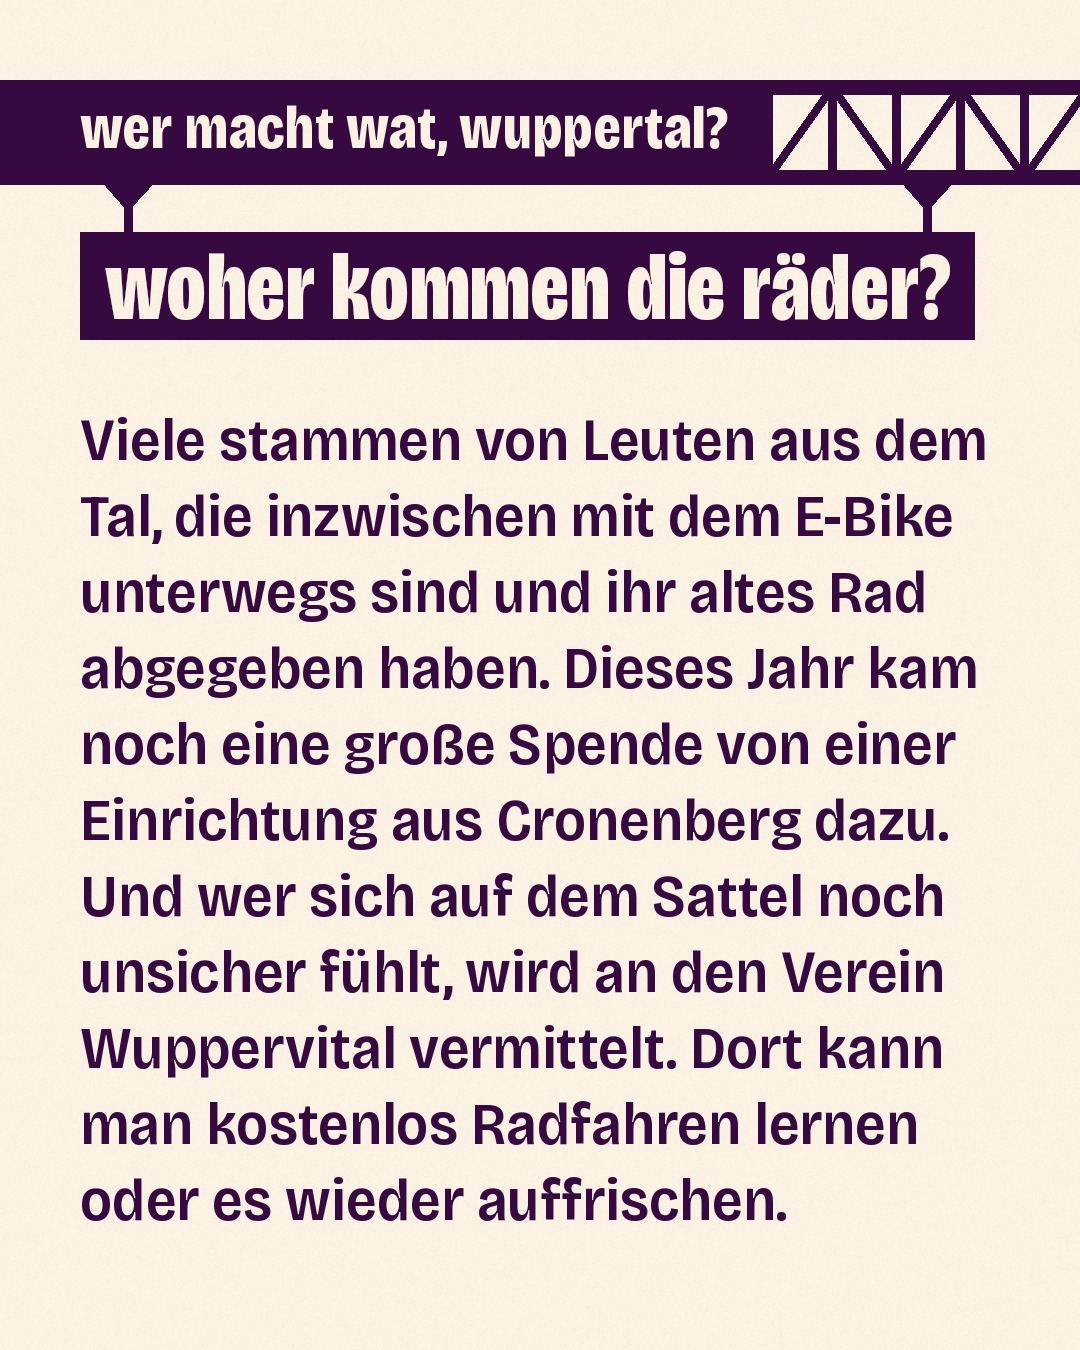 wer macht wat, wuppertal?
woher kommen die räder?
Viele stammen von Leuten aus dem
Tal, die inzwischen mit dem E-Bike
unterwegs sind und ihr altes Rad
abgegeben haben. Dieses Jahr kam
noch eine große Spende von einer
Einrichtung aus Cronenberg dazu.
Und wer sich auf dem Sattel noch
unsicher fühlt, wird an den Verein
Wuppervital vermittelt. Dort kann
man kostenlos Radfahren lernen
oder es wieder auffrischen.